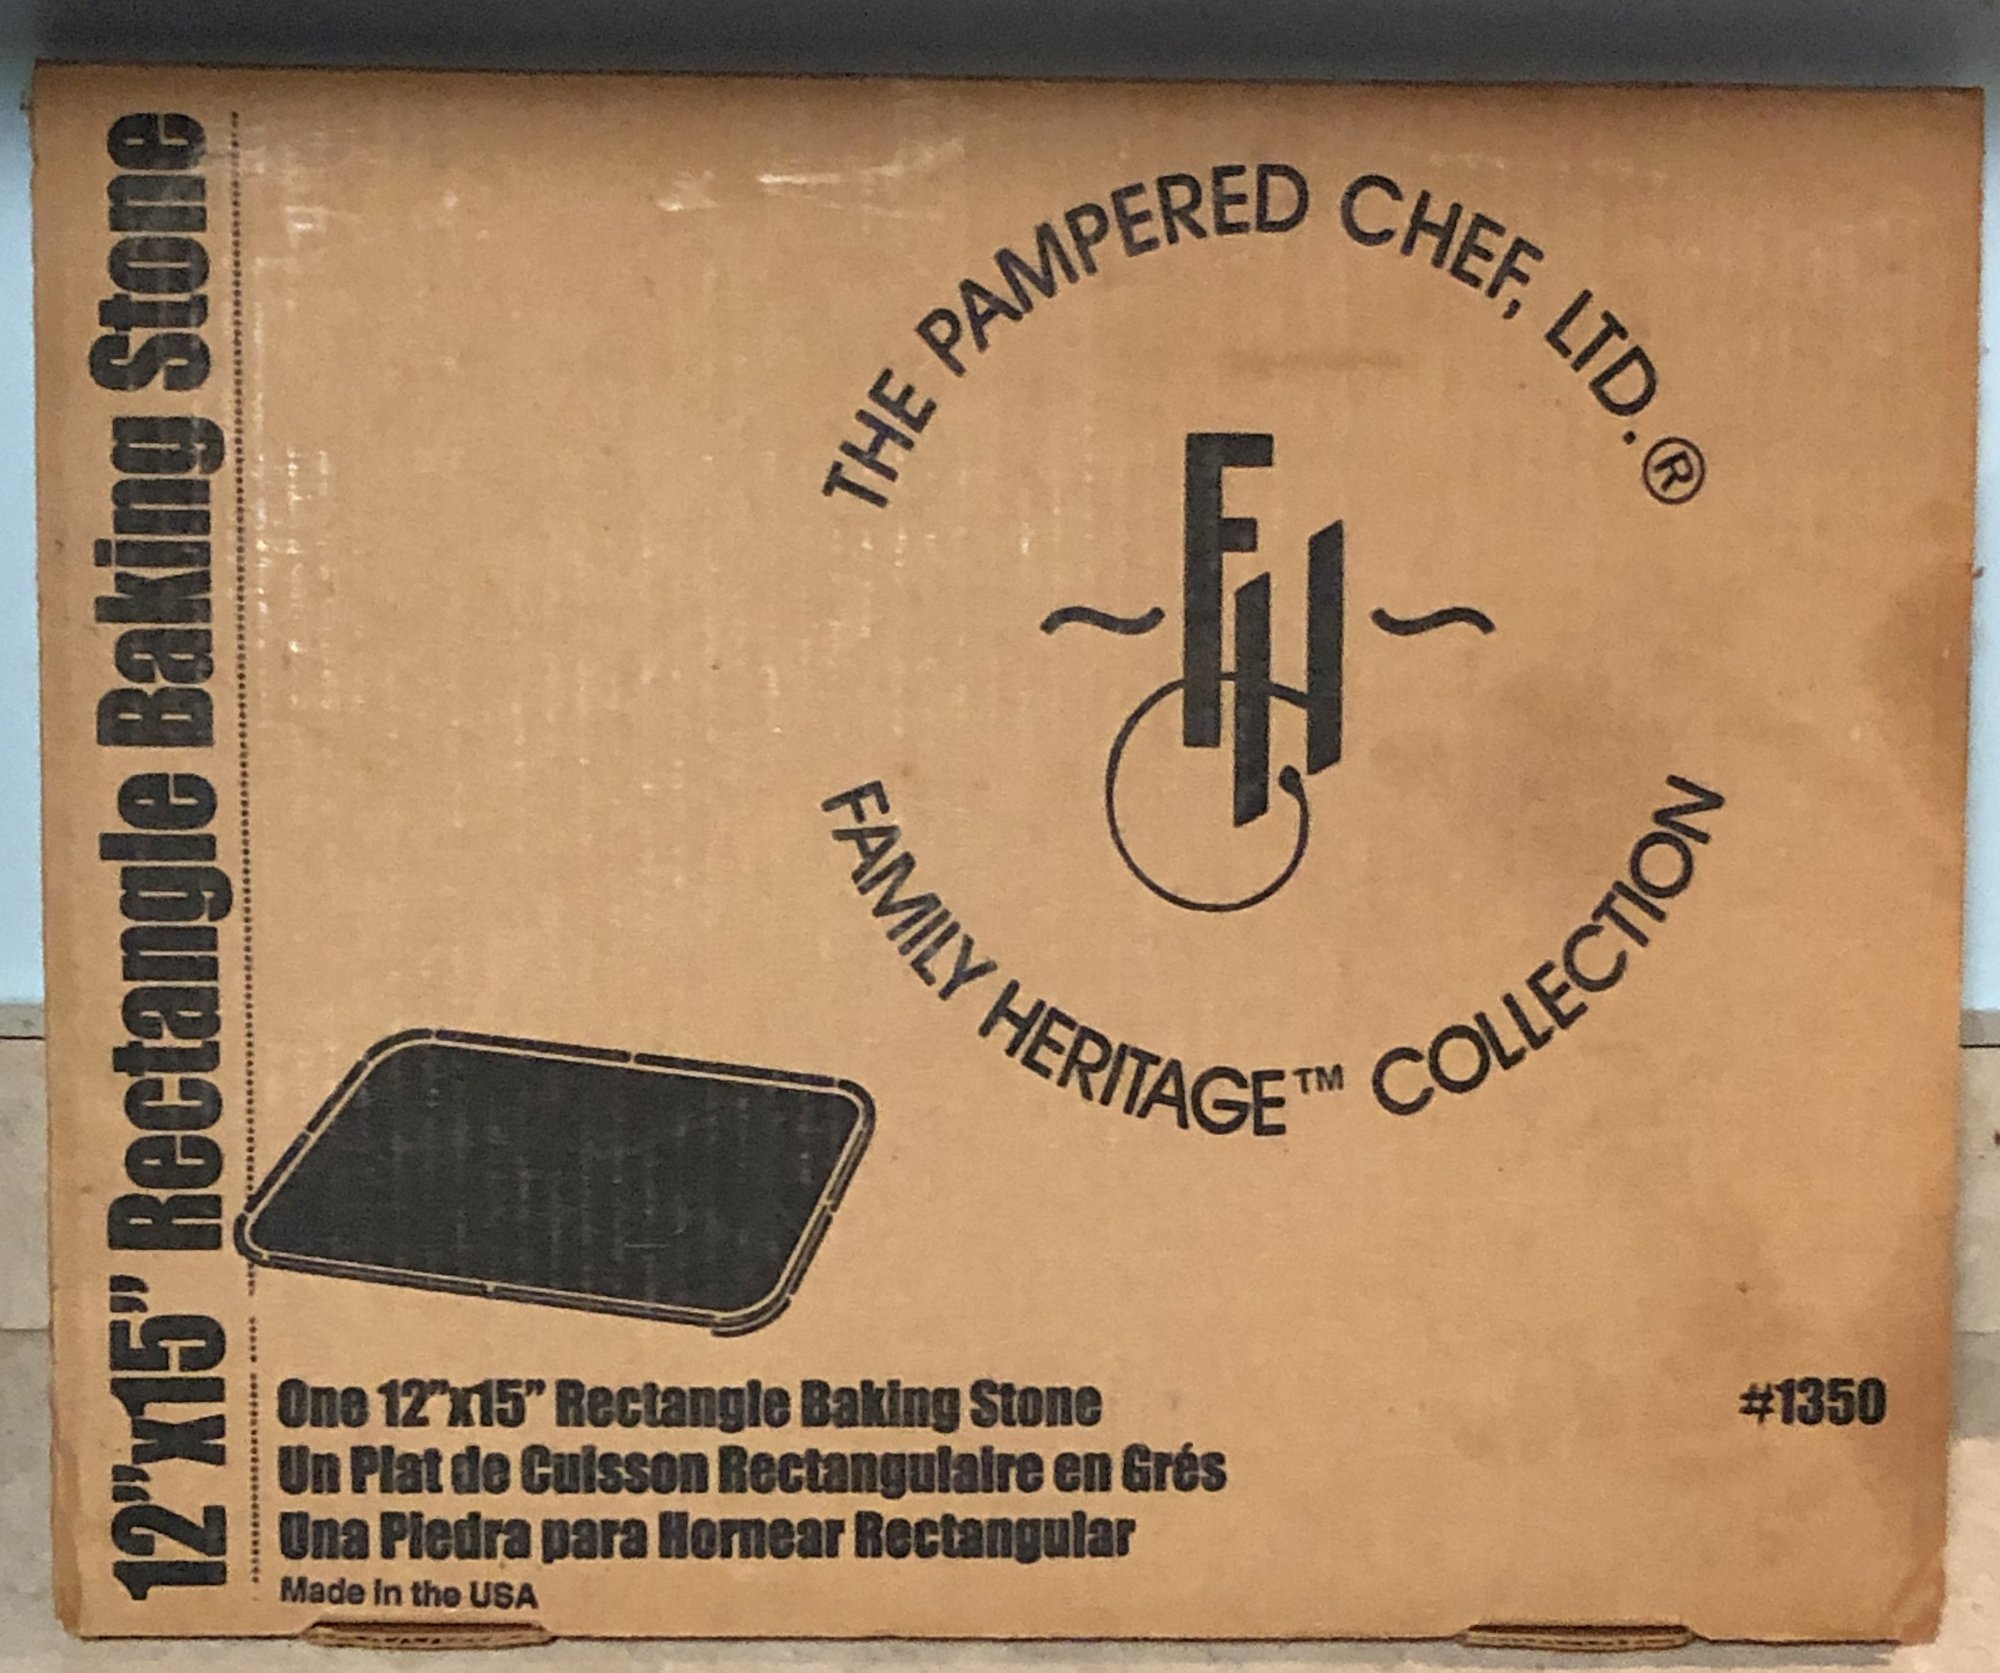 12"x15" Rectangle Baking Stone
THE PAMPERED CHEF, LTD.®
FH
FAMILY HERITAGE™ COLLECTION
One 12"x15" Rectangle Baking Stone
#1350
Un Plat de Cuisson Rectangulaire en Grés
Una Piedra para Hornear Rectangular
Made in the USA